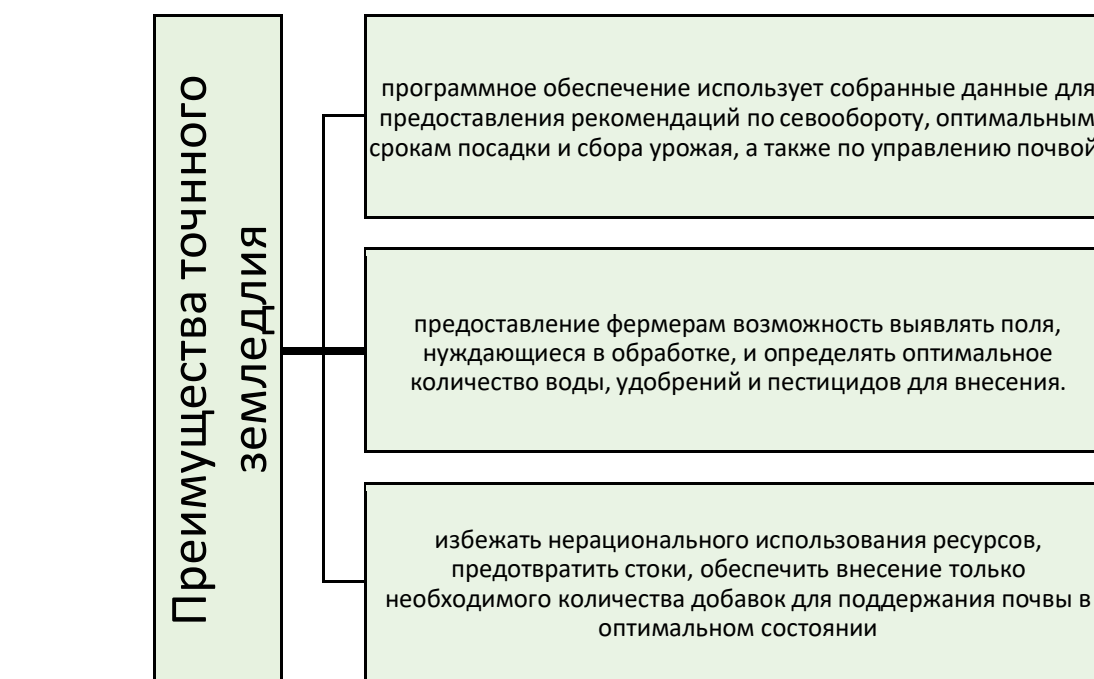 Преимущества точнного
земледлия
программное обеспечение использует собранные данные для
предоставления рекомендаций по севообороту, оптимальным
срокам посадки и сбора урожая, а также по управлению почвой
предоставление фермерам возможность выявлять поля,
нуждающиеся в обработке, и определять оптимальное
количество воды, удобрений и пестицидов для внесения.
избежать нерационального использования ресурсов,
предотвратить стоки, обеспечить внесение только
необходимого количества добавок для поддержания почвы в
оптимальном состоянии